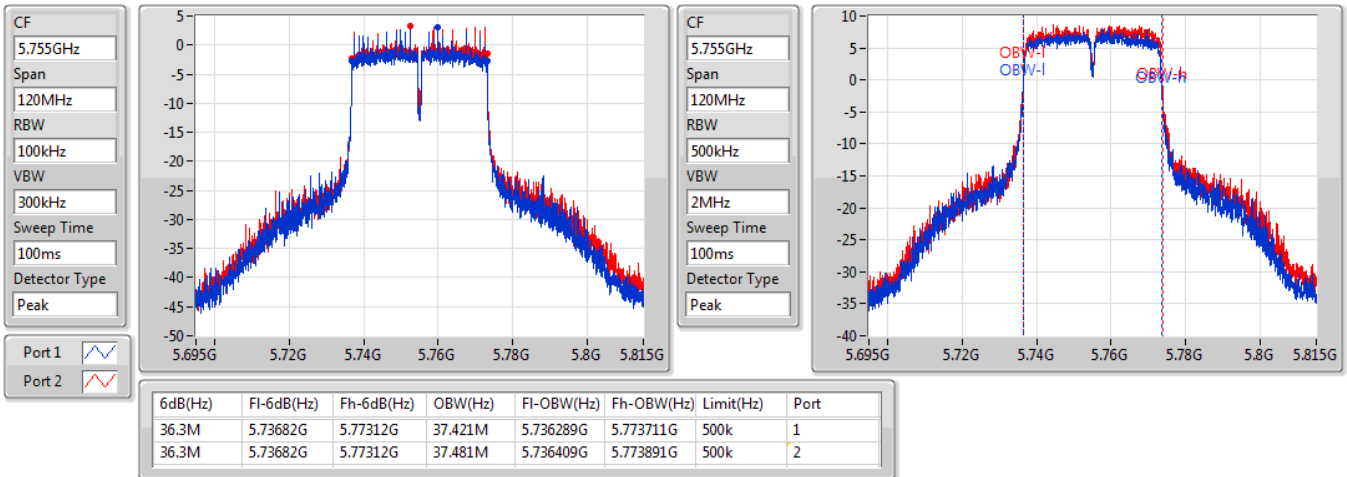 CF
5.755GHz
Span
120MHz
RBW
100kHz
VBW
300kHz
Sweep Time
100ms
Detector Type
Peak
Port 1
Port 2
5
0
-5
-10
-15
-20
-25
-30
-35
-40
-45
-50
5.695G 5.72G 5.74G 5.76G 5.78G 5.8G 5.815G
CF
5.755GHz
Span
120MHz
RBW
500kHz
VBW
2MHz
Sweep Time
100ms
Detector Type
Peak
10
5
0
-5
-10
-15
-20
-25
-30
-35
-40
OBW-l
OBW-l
OBW-h
OBW-h
5.695G 5.72G 5.74G 5.76G 5.78G 5.8G 5.815G
6dB(Hz) Fl-6dB(Hz) Fh-6dB(Hz) OBW(Hz) Fl-OBW(Hz) Fh-OBW(Hz) Limit(Hz) Port
36.3M 5.73682G 5.77312G 37.421M 5.736289G 5.773711G 500k 1
36.3M 5.73682G 5.77312G 37.481M 5.736409G 5.773891G 500k 2